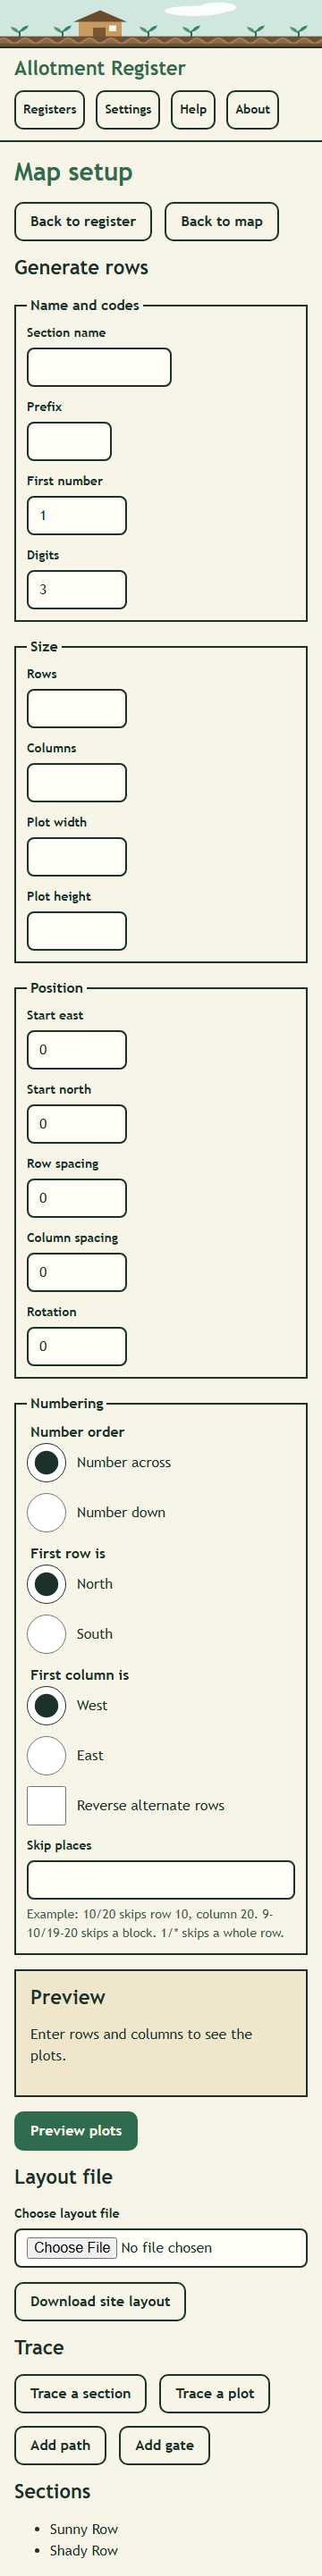 Allotment Register
Registers
Settings
Help
About
Map setup
Back to register
Back to map
Generate rows
Name and codes
Section name
Prefix
First number
1
Digits
3
Size
Rows
Columns
Plot width
Plot height
Position
Start east
0
Start north
0
Row spacing
0
Column spacing
0
Rotation
0
Numbering
Number order
Number across
Number down
First row is
North
South
First column is
West
East
Reverse alternate rows
Skip places
Example: 10/20 skips row 10, column 20. 9-
10/19-20 skips a block. 1/* skips a whole row.
Preview
Enter rows and columns to see the
plots.
Preview plots
Layout file
Choose layout file
Choose File No file chosen
Download site layout
Trace
Trace a section
Trace a plot
Add path
Add gate
Sections
• Sunny Row
• Shady Row